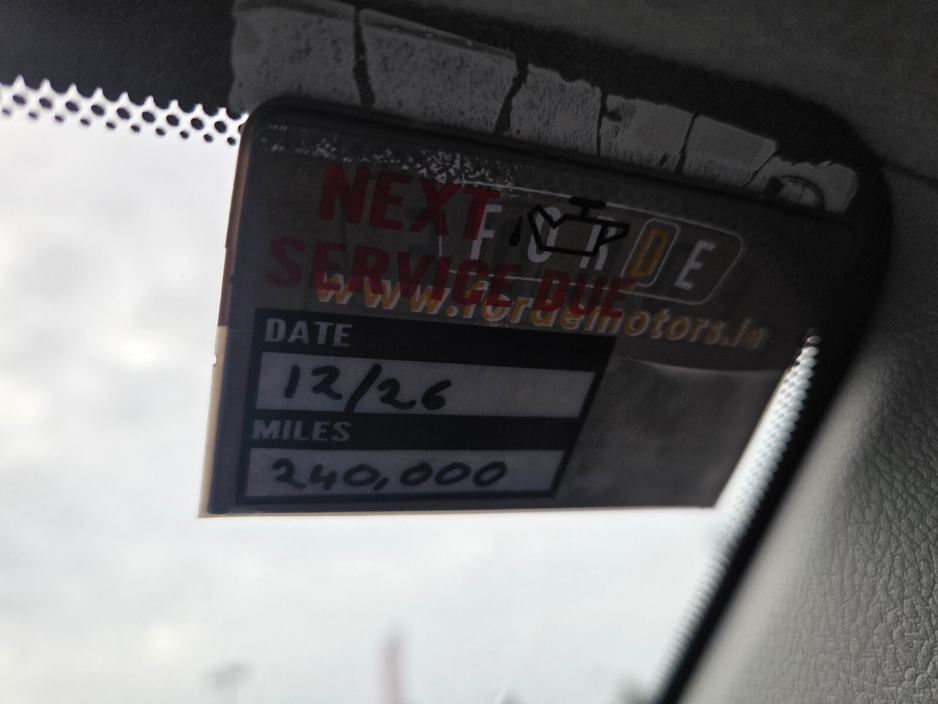 NEXT
SERVICE DUE
FORDE
www.fordemotors.ie
DATE
12/26
MILES
240,000